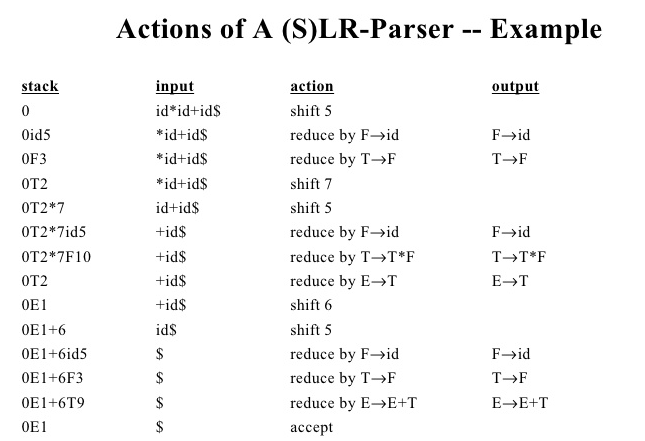 Actions of A (S)LR-Parser -- Example
stack input action output
0 id*id+id$ shift 5
0id5 *id+id$ reduce by F→id F→id
0F3 *id+id$ reduce by T→F T→F
0T2 *id+id$ shift 7
0T2*7 id+id$ shift 5
0T2*7id5 +id$ reduce by F→id F→id
0T2*7F10 +id$ reduce by T→T*F T→T*F
0T2 +id$ reduce by E→T E→T
0E1 +id$ shift 6
0E1+6 id$ shift 5
0E1+6id5 $ reduce by F→id F→id
0E1+6F3 $ reduce by T→F T→F
0E1+6T9 $ reduce by E→E+T E→E+T
0E1 $ accept